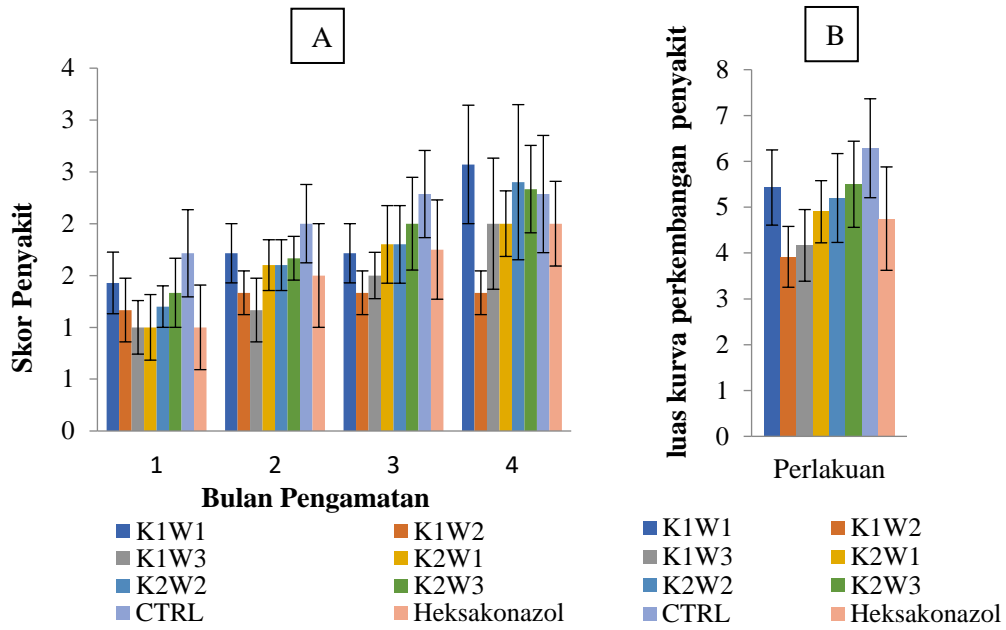 A
Skor Penyakit
4
3
3
2
2
1
1
0
1 2 3 4
Bulan Pengamatan
K1W1 K1W2
K1W3 K2W1
K2W2 K2W3
CTRL Heksakonazol
B
luas kurva perkembangan penyakit
8
7
6
5
4
3
2
1
0
Perlakuan
K1W1 K1W2
K1W3 K2W1
K2W2 K2W3
CTRL Heksakonazol